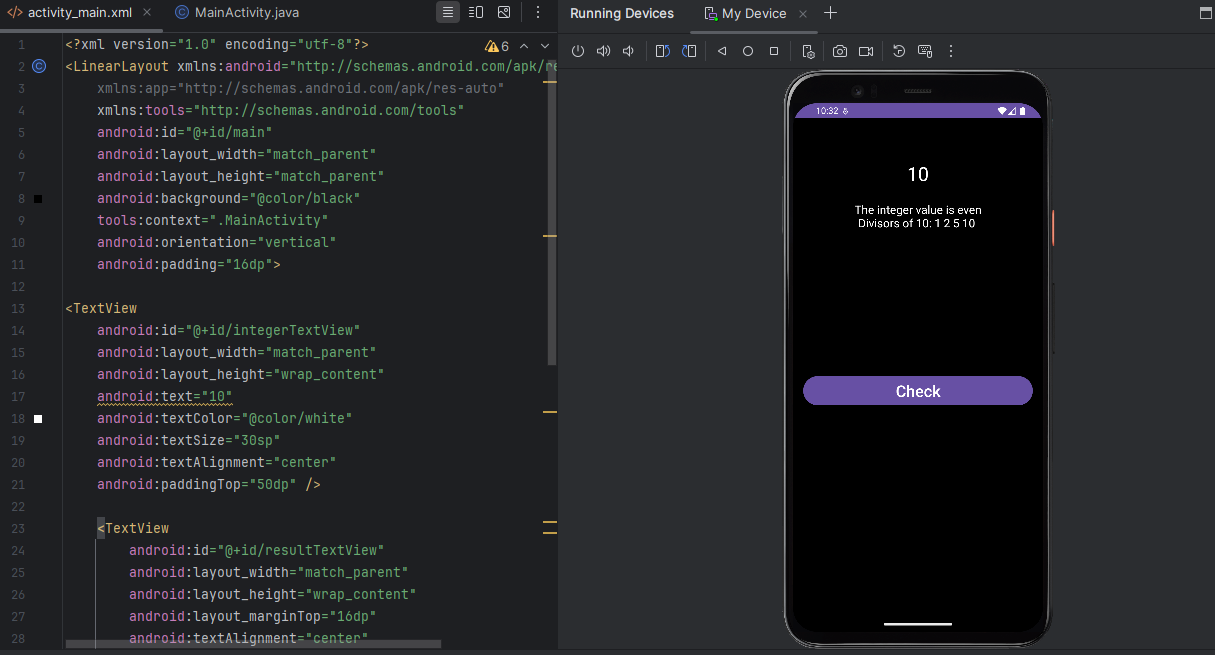 activity_main.xml
MainActivity.java
Running Devices
My Device
6
1 <?xml version="1.0" encoding="utf-8"?>
2 <LinearLayout xmlns:android="http://schemas.android.com/apk/re
3 xmlns:app="http://schemas.android.com/apk/res-auto"
4 xmlns:tools="http://schemas.android.com/tools"
5 android:id="@+id/main"
6 android:layout_width="match_parent"
7 android:layout_height="match_parent"
8 android:background="@color/black"
9 tools:context=".MainActivity"
10 android:orientation="vertical"
11 android:padding="16dp">
12
13 <TextView
14 android:id="@+id/integerTextView"
15 android:layout_width="match_parent"
16 android:layout_height="wrap_content"
17 android:text="10"
18 android:textColor="@color/white"
19 android:textSize="30sp"
20 android:textAlignment="center"
21 android:paddingTop="50dp" />
22
23 <TextView
24 android:id="@+id/resultTextView"
25 android:layout_width="match_parent"
26 android:layout_height="wrap_content"
27 android:layout_marginTop="16dp"
28 android:textAlignment="center"
10:32
10
The integer value is even
Divisors of 10: 1 2 5 10
Check